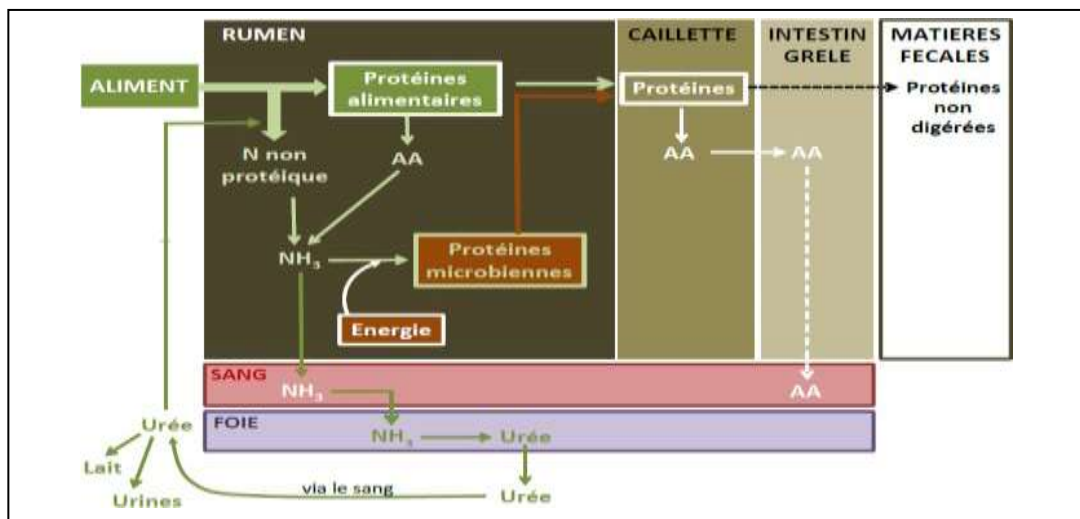 RUMEN
CAILLETTE
INTESTIN
GRELE
MATIERES
FECALES
ALIMENT
Protéines
alimentaires
Protéines
Protéines
non
digérées
N non
protéique
AA
AA
AA
NH₃
Protéines
microbiennes
Energie
SANG
NH₃
AA
FOIE
NH₃
Urée
Urée
Lait
Urines
via le sang
Urée